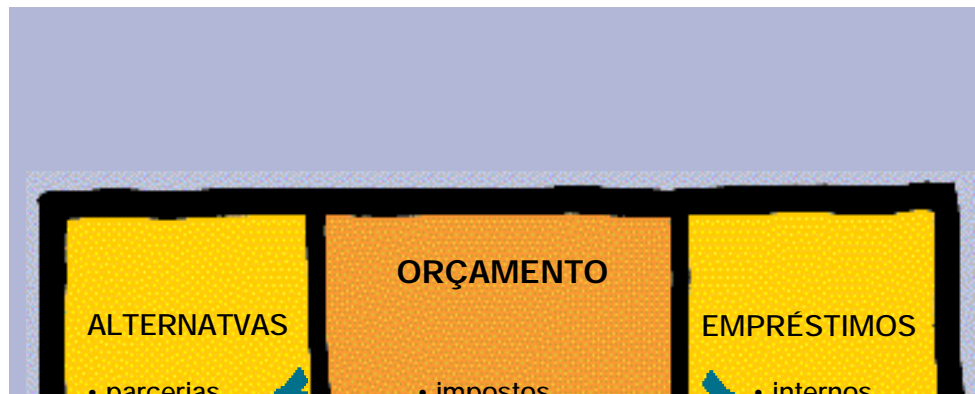 ORÇAMENTO
ALTERNATVAS
EMPRÉSTIMOS
• parcerias
• impostos
• internos